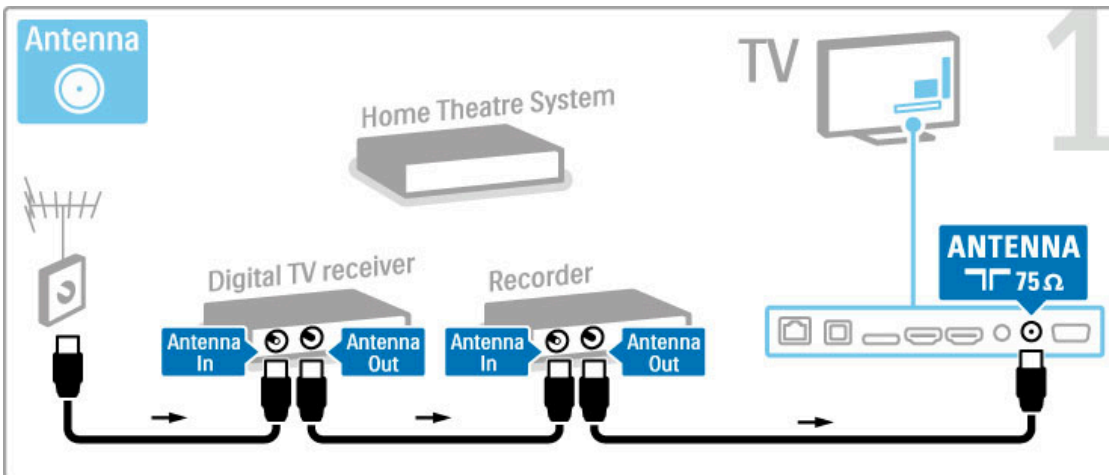 Antenna
TV
1
Home Theatre System
ANTENNA
75 Ω
Digital TV receiver
Recorder
Antenna
In
Antenna
Out
Antenna
In
Antenna
Out